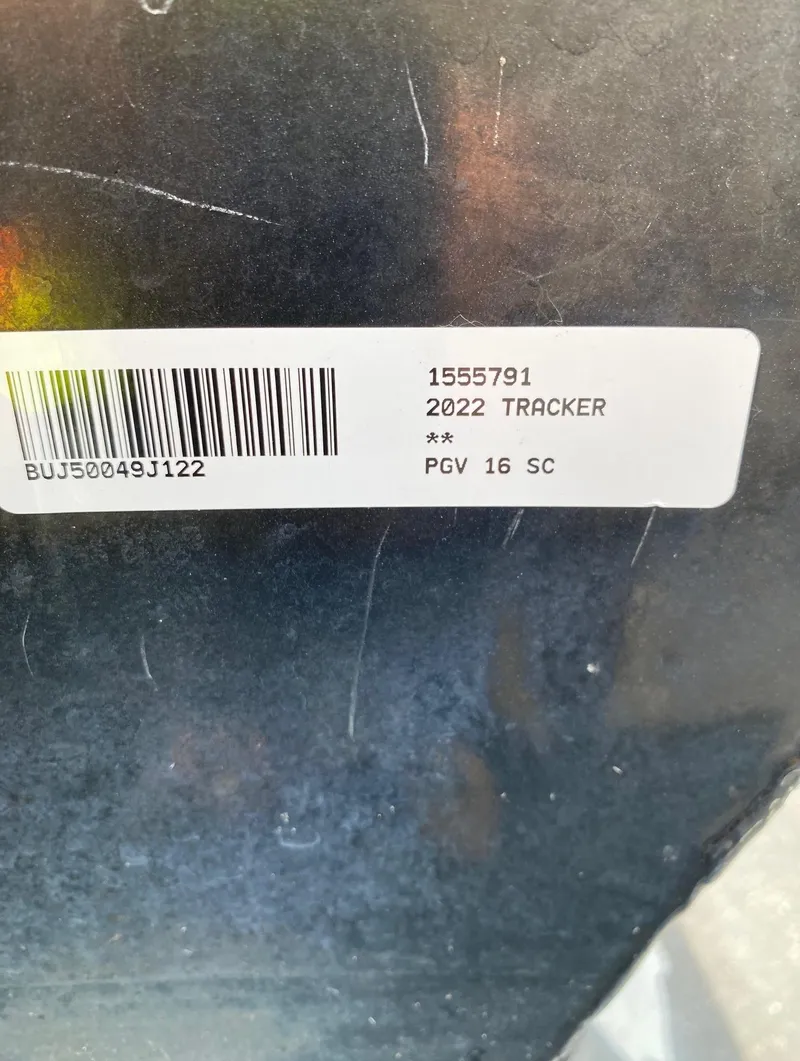 BUJ50049J122
1555791
2022 TRACKER
**
PGV 16 SC